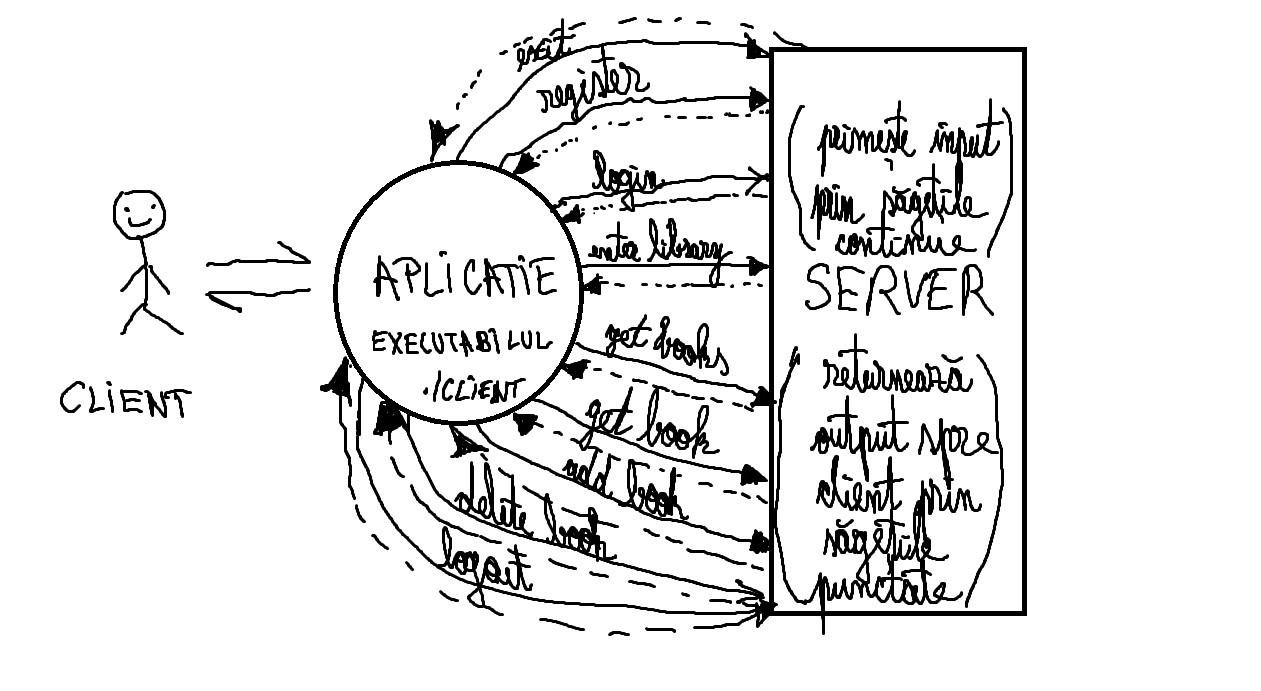 exit
register
login
enter library
get books
get book
add book
delete book
logout
CLIENT
APLICATIE
EXECUTABILUL
./CLIENT
(primește input
prin săgețile
continue)
SERVER
(returnează
output spre
client prin
săgețile
punctate)